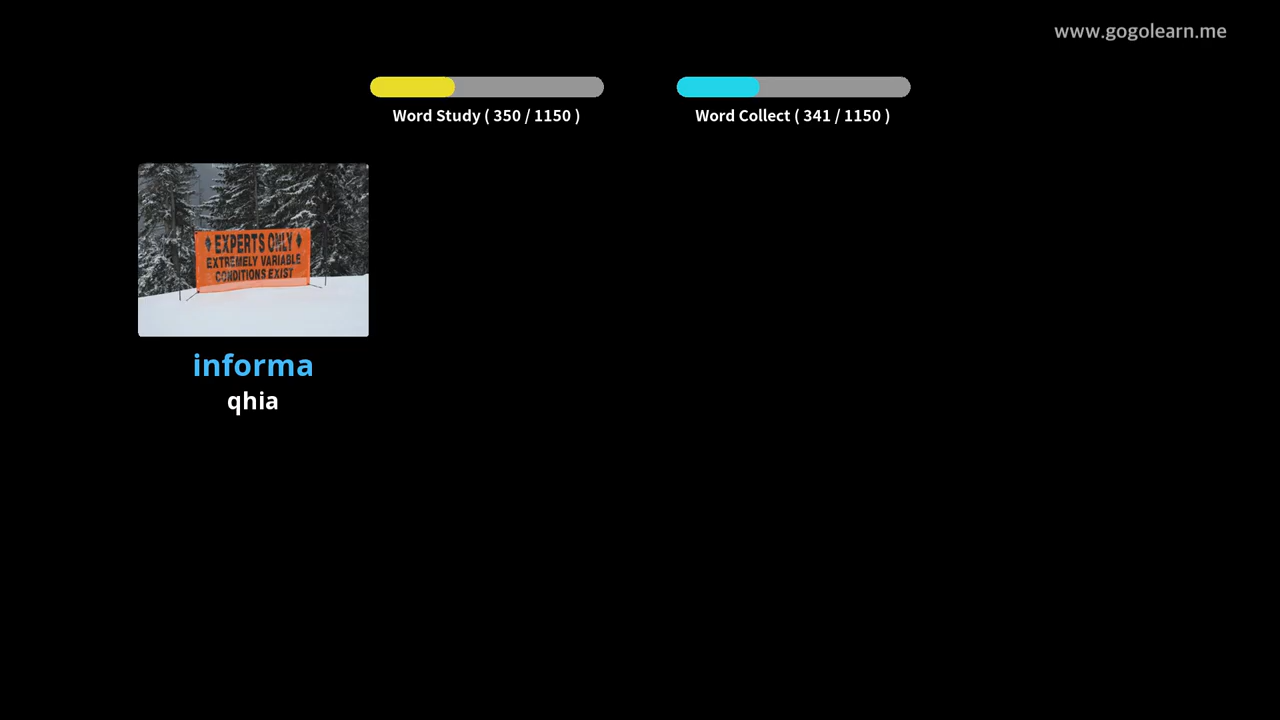 www.gogolearn.me
Word Study ( 350 / 1150 )
Word Collect ( 341 / 1150 )
EXPERTS ONLY
EXTREMELY VARIABLE
CONDITIONS EXIST
informa
qhia